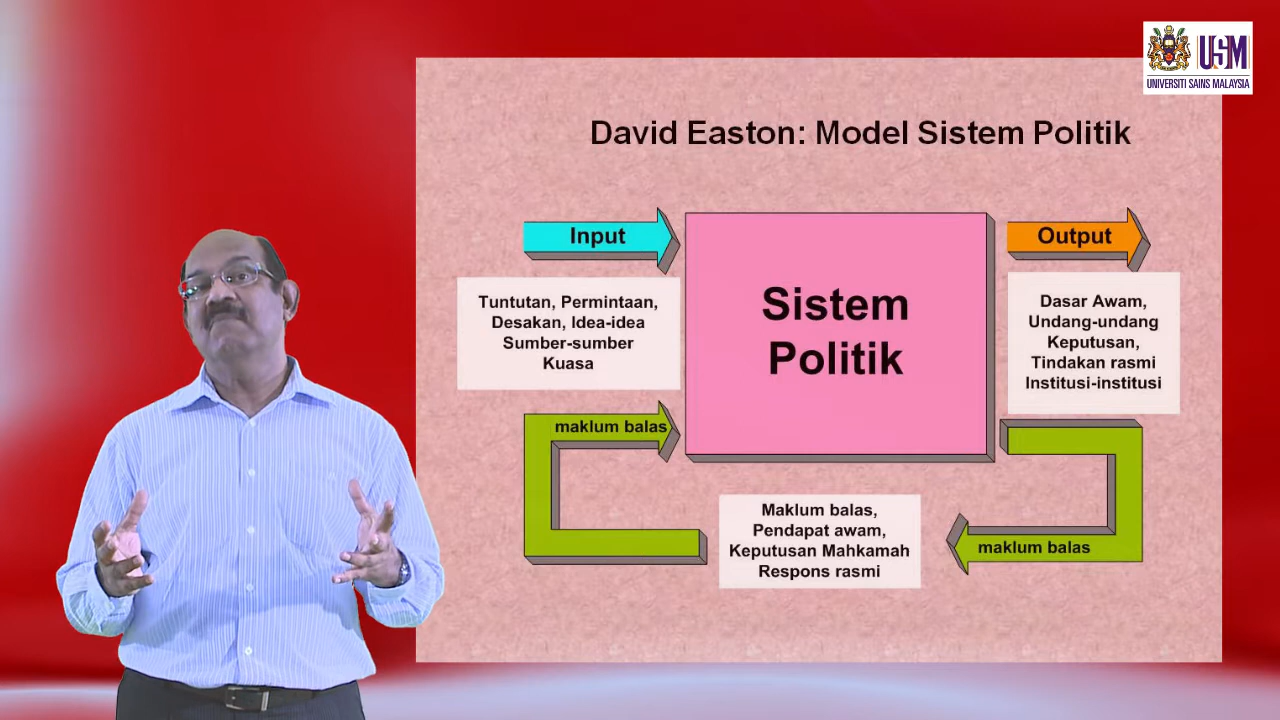 USM
UNIVERSITI SAINS MALAYSIA
David Easton: Model Sistem Politik
Input
Output
Tuntutan, Permintaan,
Desakan, Idea-idea
Sumber-sumber
Kuasa
Sistem
Politik
Dasar Awam,
Undang-undang
Keputusan,
Tindakan rasmi
Institusi-institusi
maklum balas
Maklum balas,
Pendapat awam,
Keputusan Mahkamah
Respons rasmi
maklum balas